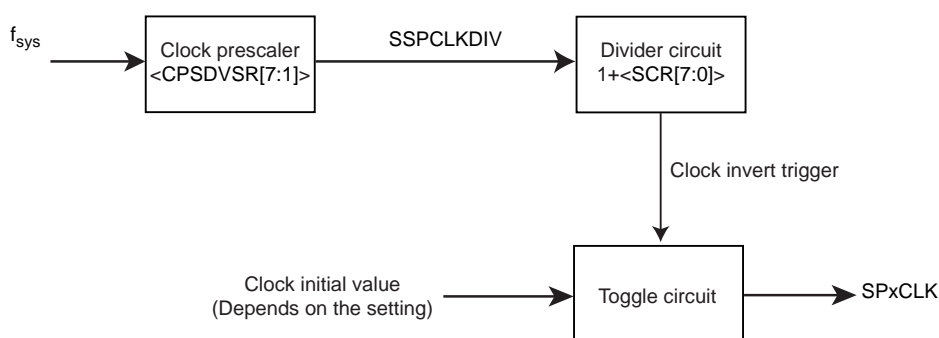 f_sys
Clock prescaler
<CPSDVSR[7:1]>
SSPCLKDIV
Divider circuit
1+<SCR[7:0]>
Clock invert trigger
Clock initial value
(Depends on the setting)
Toggle circuit
SPxCLK